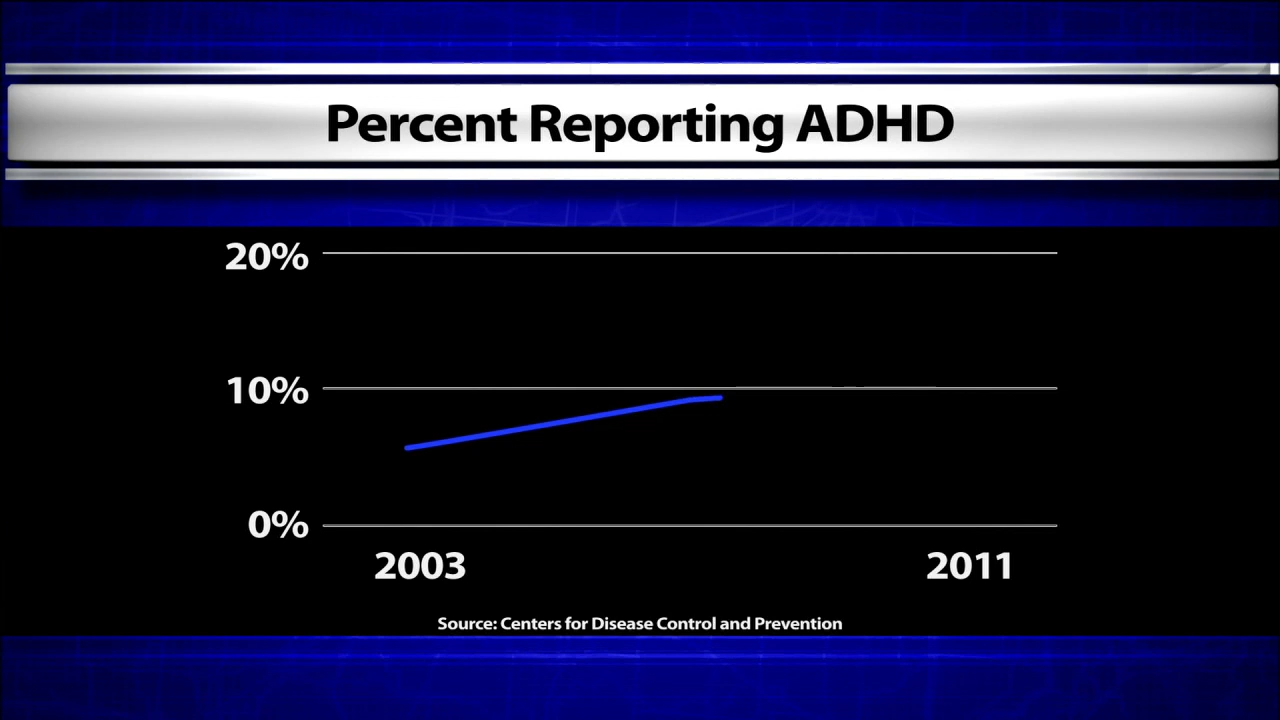 Percent Reporting ADHD
20%
10%
0%
2003 2011
Source: Centers for Disease Control and Prevention